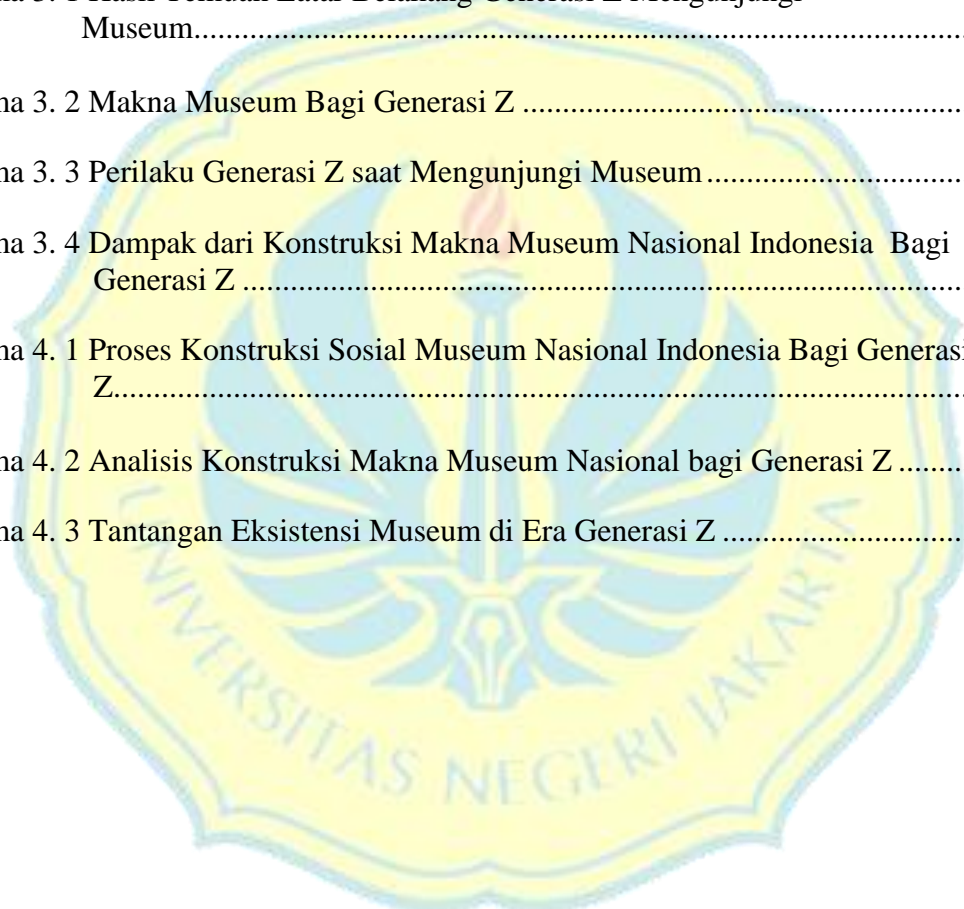 Museum....................................................................................................
na 3. 2 Makna Museum Bagi Generasi Z ..........................................................
na 3. 3 Perilaku Generasi Z saat Mengunjungi Museum ...................................
na 3. 4 Dampak dari Konstruksi Makna Museum Nasional Indonesia Bagi
Generasi Z .............................................................................................
na 4. 1 Proses Konstruksi Sosial Museum Nasional Indonesia Bagi Generasi
Z.............................................................................................................
na 4. 2 Analisis Konstruksi Makna Museum Nasional bagi Generasi Z ...........
na 4. 3 Tantangan Eksistensi Museum di Era Generasi Z .................................
UNIVERSITAS NEGERI JAKARTA